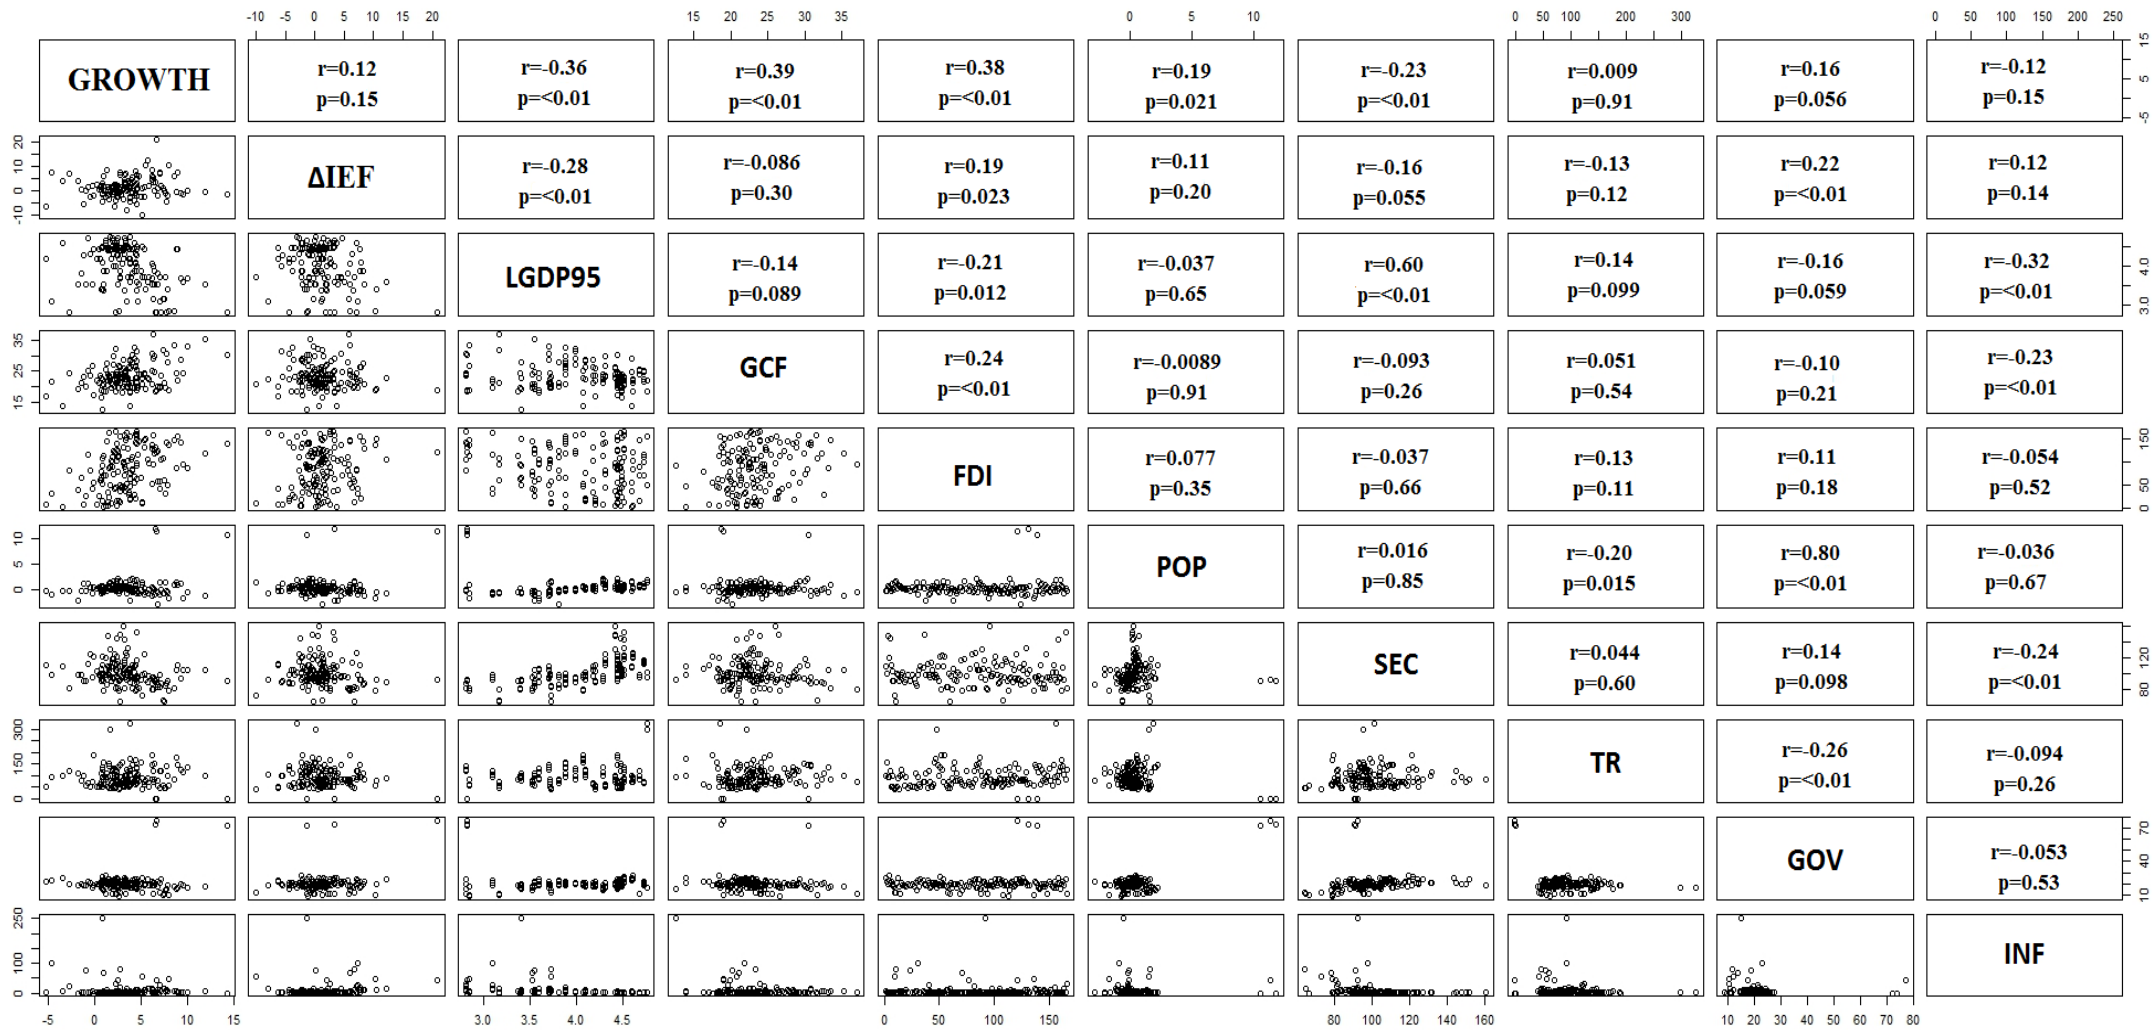 -10 0 5 10 20 15 20 25 30 35 0 5 10 0 50 100 200 300 0 50 100 150 200 250
GROWTH r=0.12 r=-0.36 r=0.39 r=0.38 r=0.19 r=-0.23 r=0.009 r=0.16 r=-0.12
p=0.15 p=<0.01 p=<0.01 p=<0.01 p=0.021 p=<0.01 p=0.91 p=0.056 p=0.15
-5 5 15
-10 0 10 20
ΔIEF r=-0.28 r=-0.086 r=0.19 r=0.11 r=-0.16 r=-0.13 r=0.22 r=0.12
p=<0.01 p=0.30 p=0.023 p=0.20 p=0.055 p=0.12 p=<0.01 p=0.14
LGDP95 r=-0.14 r=-0.21 r=-0.037 r=0.60 r=0.14 r=-0.16 r=-0.32
p=0.089 p=0.012 p=0.65 p=<0.01 p=0.099 p=0.059 p=<0.01
3.0 4.0
15 25 35
GCF r=0.24 r=-0.0089 r=-0.093 r=0.051 r=-0.10 r=-0.23
p=<0.01 p=0.91 p=0.26 p=0.54 p=0.21 p=<0.01
FDI r=0.077 r=-0.037 r=0.13 r=0.11 r=-0.054
p=0.35 p=0.66 p=0.11 p=0.18 p=0.52
0 50 150
0 5 10
POP r=0.016 r=-0.20 r=0.80 r=-0.036
p=0.85 p=0.015 p=<0.01 p=0.67
SEC r=0.044 r=0.14 r=-0.24
p=0.60 p=0.098 p=<0.01
80 120
0 50 150 300
TR r=-0.26 r=-0.094
p=<0.01 p=0.26
GOV r=-0.053
p=0.53
10 40 70
0 100 250
INF
0 5 10 15 3.0 3.5 4.0 4.5 0 50 100 150 80 100 120 140 160 10 20 30 40 50 60 70 80